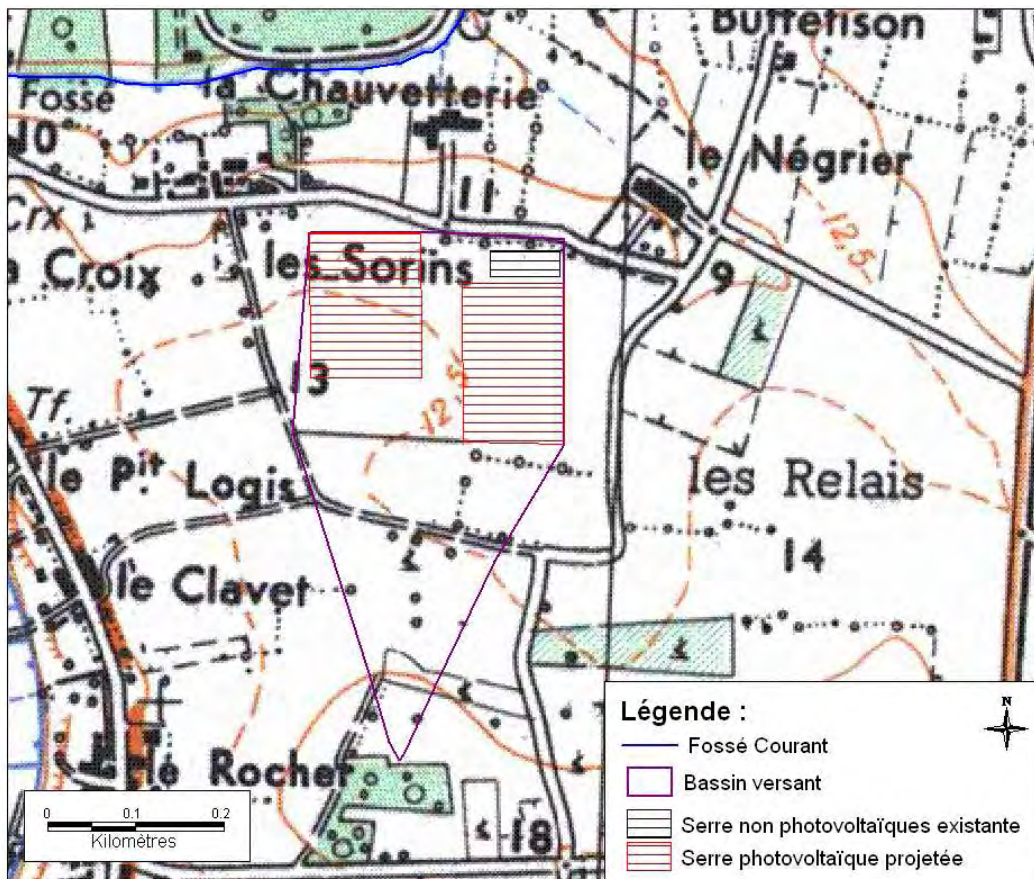 Buffetison
la Chauvetterie
Fossé
10
le Négrier
11
Crx
12.5
la Croix
les Sorins
9
13
12.5
Tf.
le Pit Logis
les Relais
14
le Clavet
le Rocher
18
0 0.1 0.2
Kilomètres
Légende :
N
Fossé Courant
Bassin versant
Serre non photovoltaïques existante
Serre photovoltaïque projetée